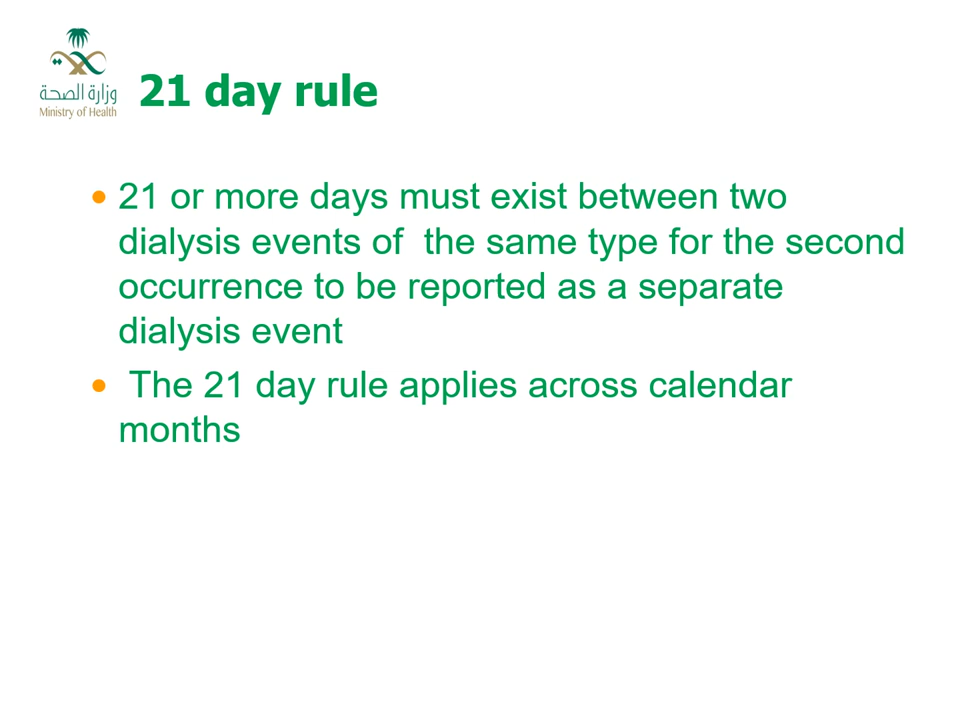 وزارة الصحة
Ministry of Health
21 day rule
• 21 or more days must exist between two
dialysis events of  the same type for the second
occurrence to be reported as a separate
dialysis event
•  The 21 day rule applies across calendar
months